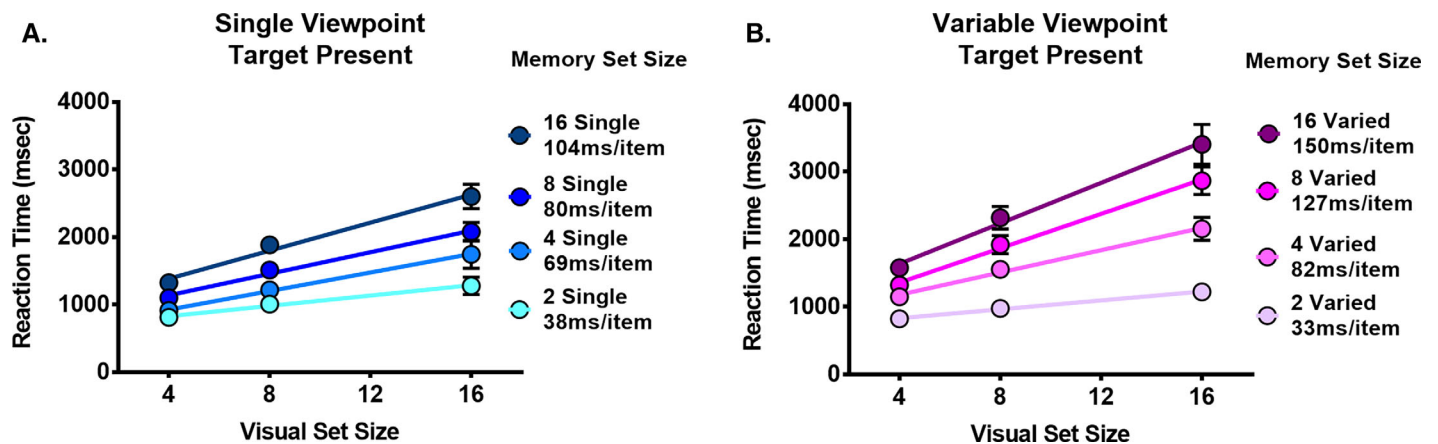 A.
Single Viewpoint
Target Present
Memory Set Size
Reaction Time (msec)
4000
3000
2000
1000
0
4
8
12
16
Visual Set Size
16 Single
104ms/item
8 Single
80ms/item
4 Single
69ms/item
2 Single
38ms/item
B.
Variable Viewpoint
Target Present
Memory Set Size
Reaction Time (msec)
4000
3000
2000
1000
0
4
8
12
16
Visual Set Size
16 Varied
150ms/item
8 Varied
127ms/item
4 Varied
82ms/item
2 Varied
33ms/item